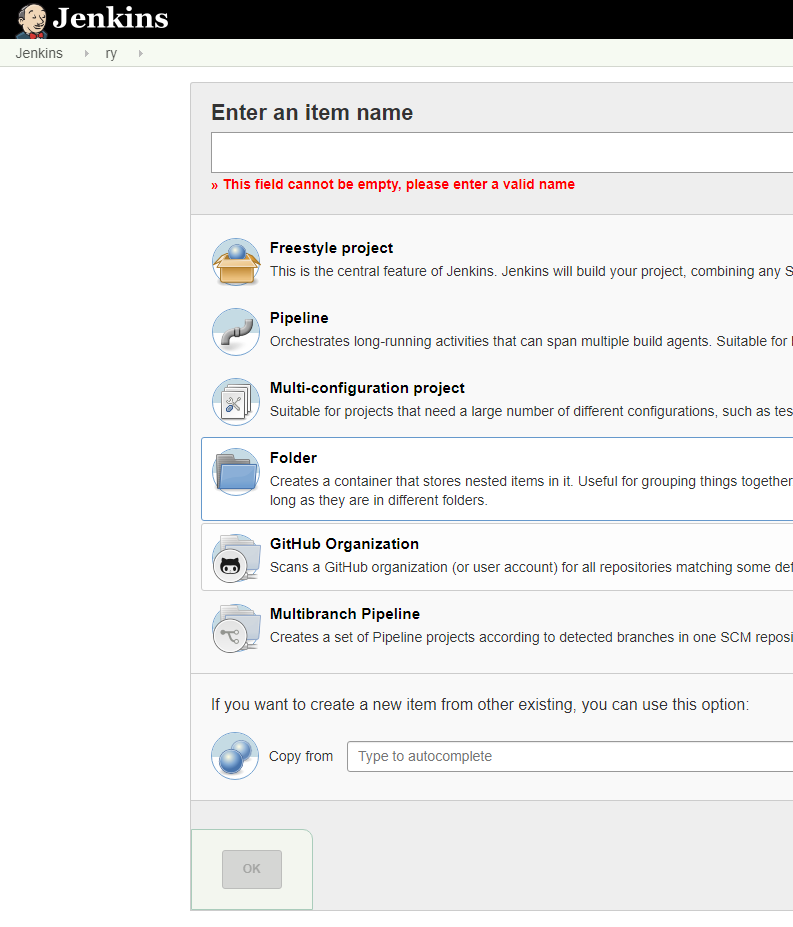 Jenkins
Jenkins ry
Enter an item name
» This field cannot be empty, please enter a valid name
Freestyle project
This is the central feature of Jenkins. Jenkins will build your project, combining any S
Pipeline
Orchestrates long-running activities that can span multiple build agents. Suitable for
Multi-configuration project
Suitable for projects that need a large number of different configurations, such as tes
Folder
Creates a container that stores nested items in it. Useful for grouping things together
long as they are in different folders.
GitHub Organization
Scans a GitHub organization (or user account) for all repositories matching some def
Multibranch Pipeline
Creates a set of Pipeline projects according to detected branches in one SCM reposi
If you want to create a new item from other existing, you can use this option:
Copy from Type to autocomplete
OK